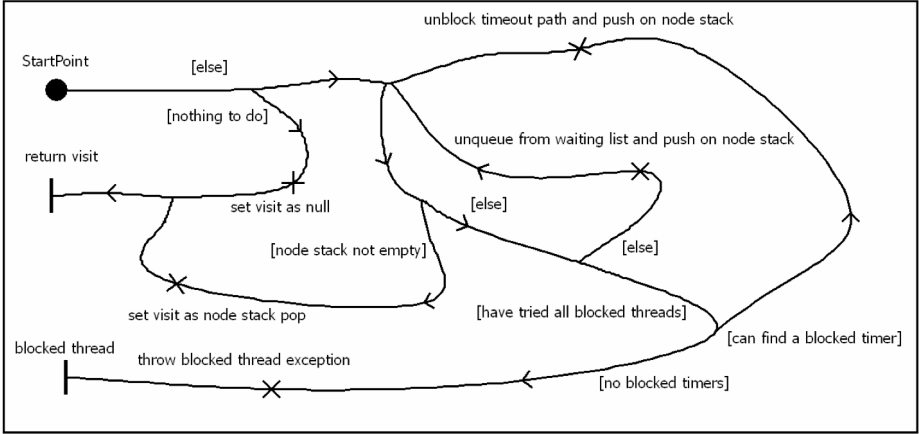 unblock timeout path and push on node stack
StartPoint
[else]
[nothing to do]
unqueue from waiting list and push on node stack
return visit
set visit as null
[else]
[node stack not empty]
[else]
set visit as node stack pop
[have tried all blocked threads]
[can find a blocked timer]
blocked thread
throw blocked thread exception
[no blocked timers]